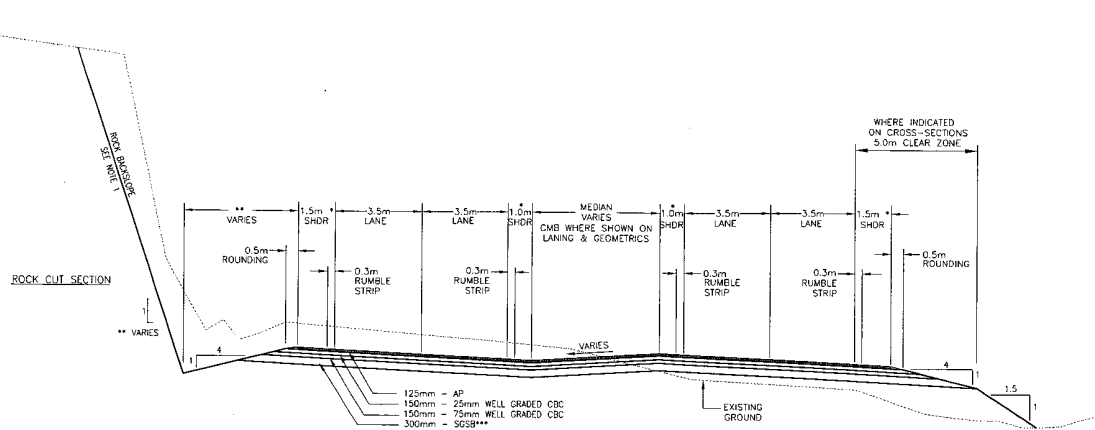 WHERE INDICATED
ON CROSS-SECTIONS
5.0m CLEAR ZONE
ROCK BACKSLOPE
SEE NOTE 1
**
VARIES
1.5m *
SHDR
3.5m
LANE
3.5m
LANE
*
1.0m
SHDR
MEDIAN
VARIES
CMB WHERE SHOWN ON
LANING & GEOMETRICS
*
1.0m
SHDR
3.5m
LANE
3.5m
LANE
1.5m *
SHDR
0.5m
ROUNDING
0.5m
ROUNDING
ROCK CUT SECTION
0.3m
RUMBLE
STRIP
0.3m
RUMBLE
STRIP
0.3m
RUMBLE
STRIP
0.3m
RUMBLE
STRIP
1
** VARIES
VARIES
4
1
4
1
1.5
1
125mm - AP
150mm - 25mm WELL GRADED CBC
150mm - 75mm WELL GRADED CBC
300mm - SGSB***
EXISTING
GROUND